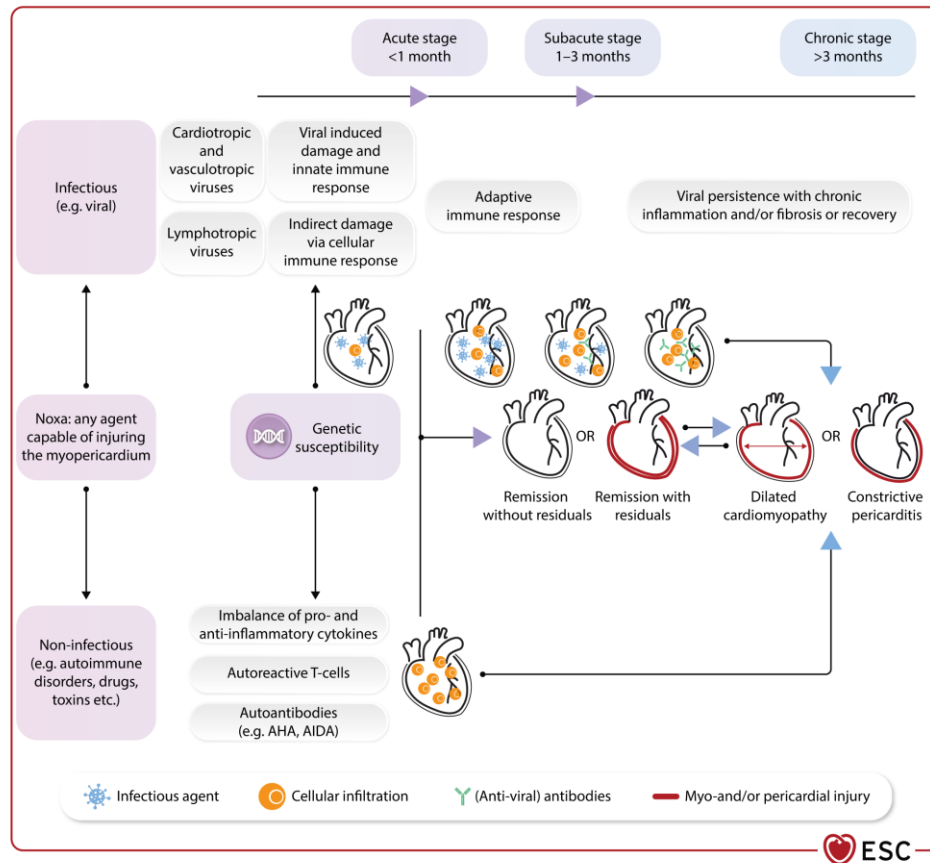 Acute stage
<1 month
Subacute stage
1–3 months
Chronic stage
>3 months
Infectious
(e.g. viral)
Cardiotropic
and
vasculotropic
viruses
Viral induced
damage and
innate immune
response
Lymphotropic
viruses
Indirect damage
via cellular
immune response
Adaptive
immune response
Viral persistence with chronic
inflammation and/or fibrosis or recovery
Noxa: any agent
capable of injuring
the myopericardium
Genetic
susceptibility
OR
OR
Remission
without residuals
Remission with
residuals
Dilated
cardiomyopathy
Constrictive
pericarditis
Non-infectious
(e.g. autoimmune
disorders, drugs,
toxins etc.)
Imbalance of pro- and
anti-inflammatory cytokines
Autoreactive T-cells
Autoantibodies
(e.g. AHA, AIDA)
Infectious agent
Cellular infiltration
(Anti-viral) antibodies
Myo-and/or pericardial injury
ESC